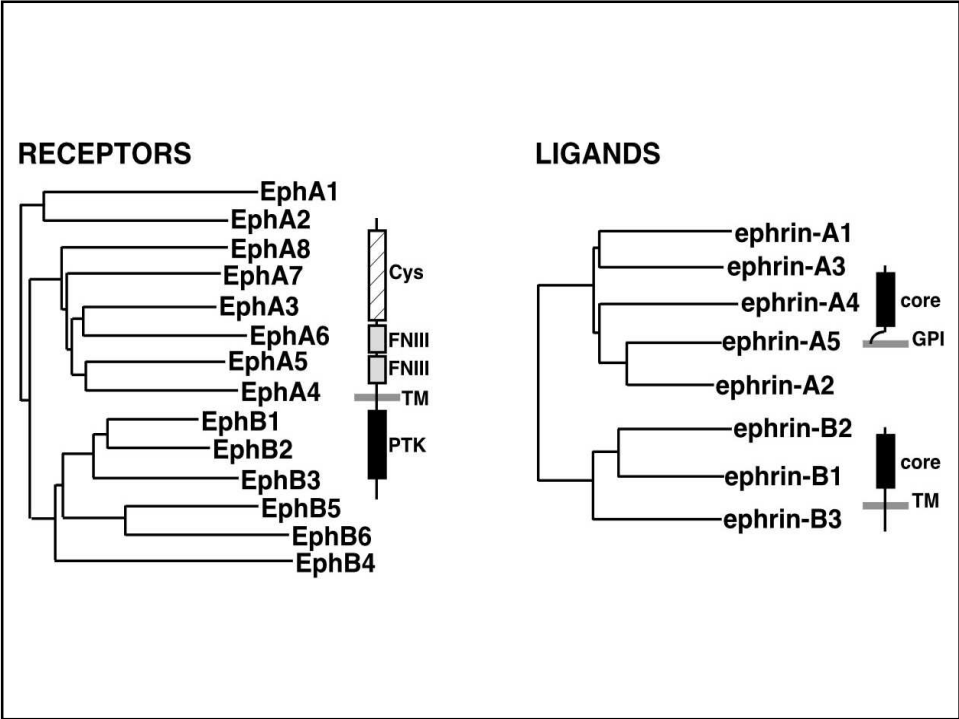 RECEPTORS
EphA1
EphA2
EphA8
EphA7
EphA3
EphA6
EphA5
EphA4
EphB1
EphB2
EphB3
EphB5
EphB6
EphB4
Cys
FNIII
FNIII
TM
PTK
LIGANDS
ephrin-A1
ephrin-A3
ephrin-A4
ephrin-A5
ephrin-A2
ephrin-B2
ephrin-B1
ephrin-B3
core
GPI
core
TM